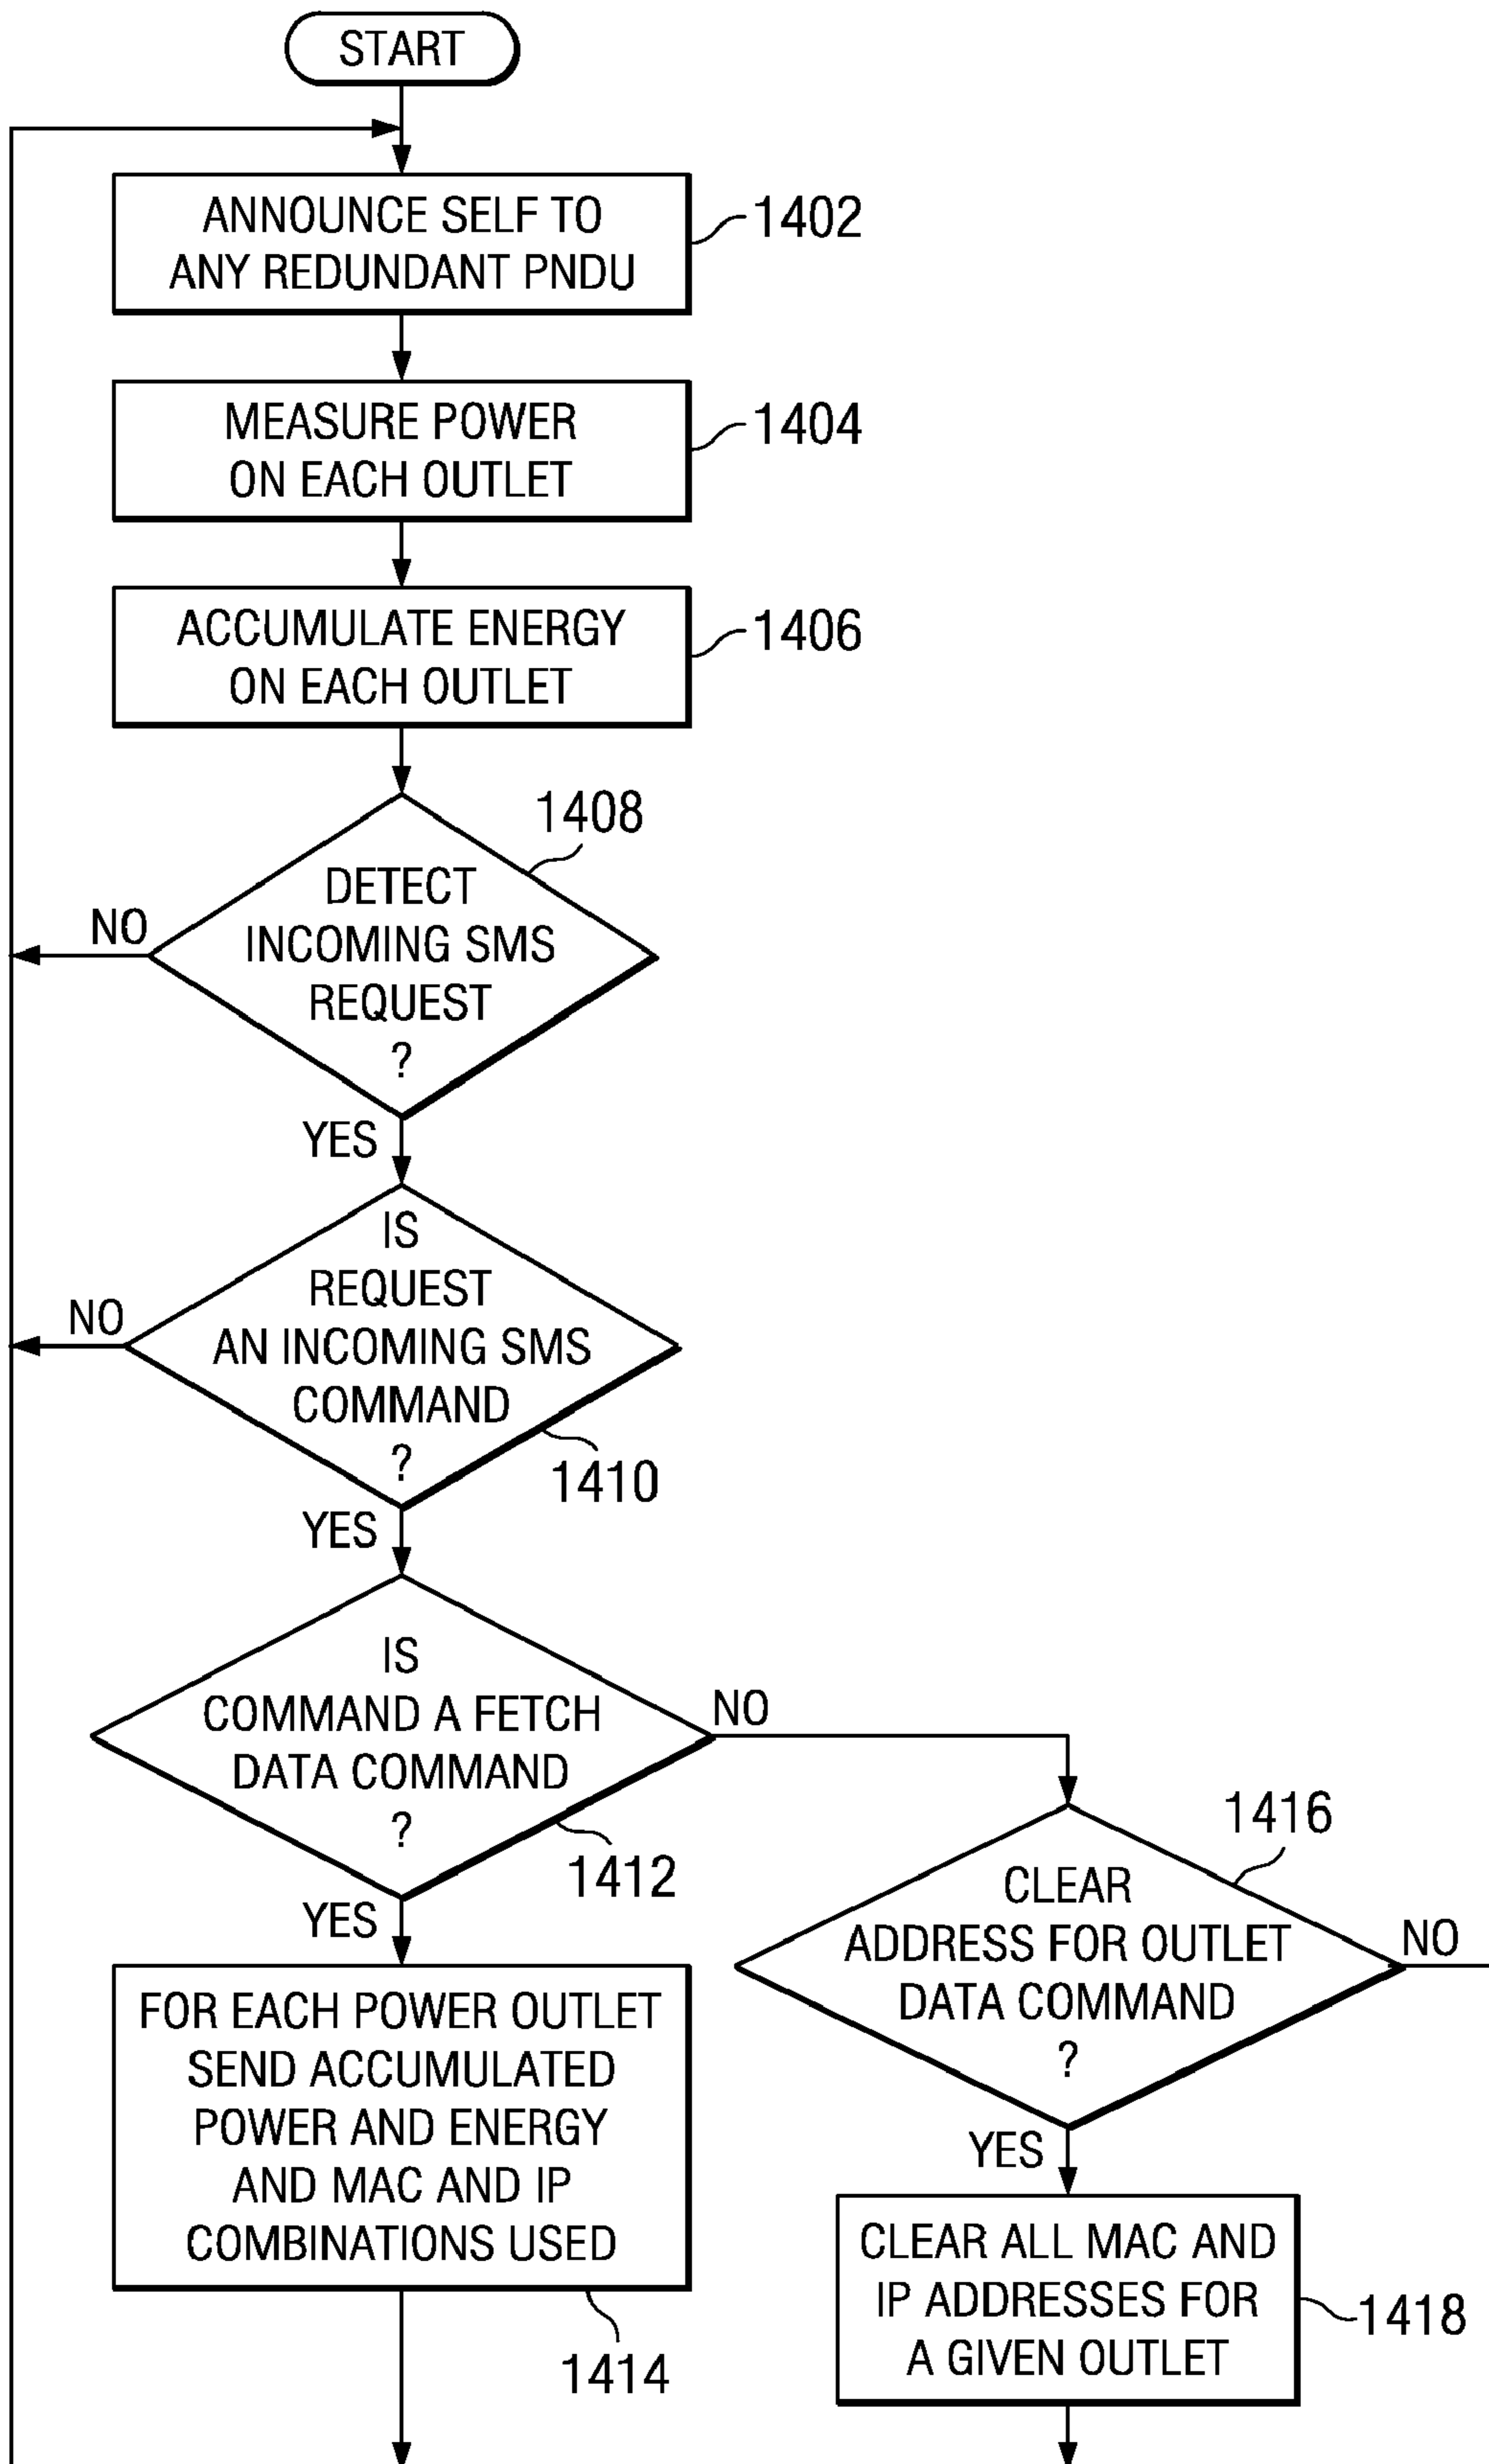 START
ANNOUNCE SELF TO
ANY REDUNDANT PNDU
1402
MEASURE POWER
ON EACH OUTLET
1404
ACCUMULATE ENERGY
ON EACH OUTLET
1406
1408
DETECT
INCOMING SMS
REQUEST
?
NO
YES
IS
REQUEST
AN INCOMING SMS
COMMAND
?
NO
1410
YES
IS
COMMAND A FETCH
DATA COMMAND
?
NO
1412
YES
1416
CLEAR
ADDRESS FOR OUTLET
DATA COMMAND
?
NO
YES
FOR EACH POWER OUTLET
SEND ACCUMULATED
POWER AND ENERGY
AND MAC AND IP
COMBINATIONS USED
1414
CLEAR ALL MAC AND
IP ADDRESSES FOR
A GIVEN OUTLET
1418